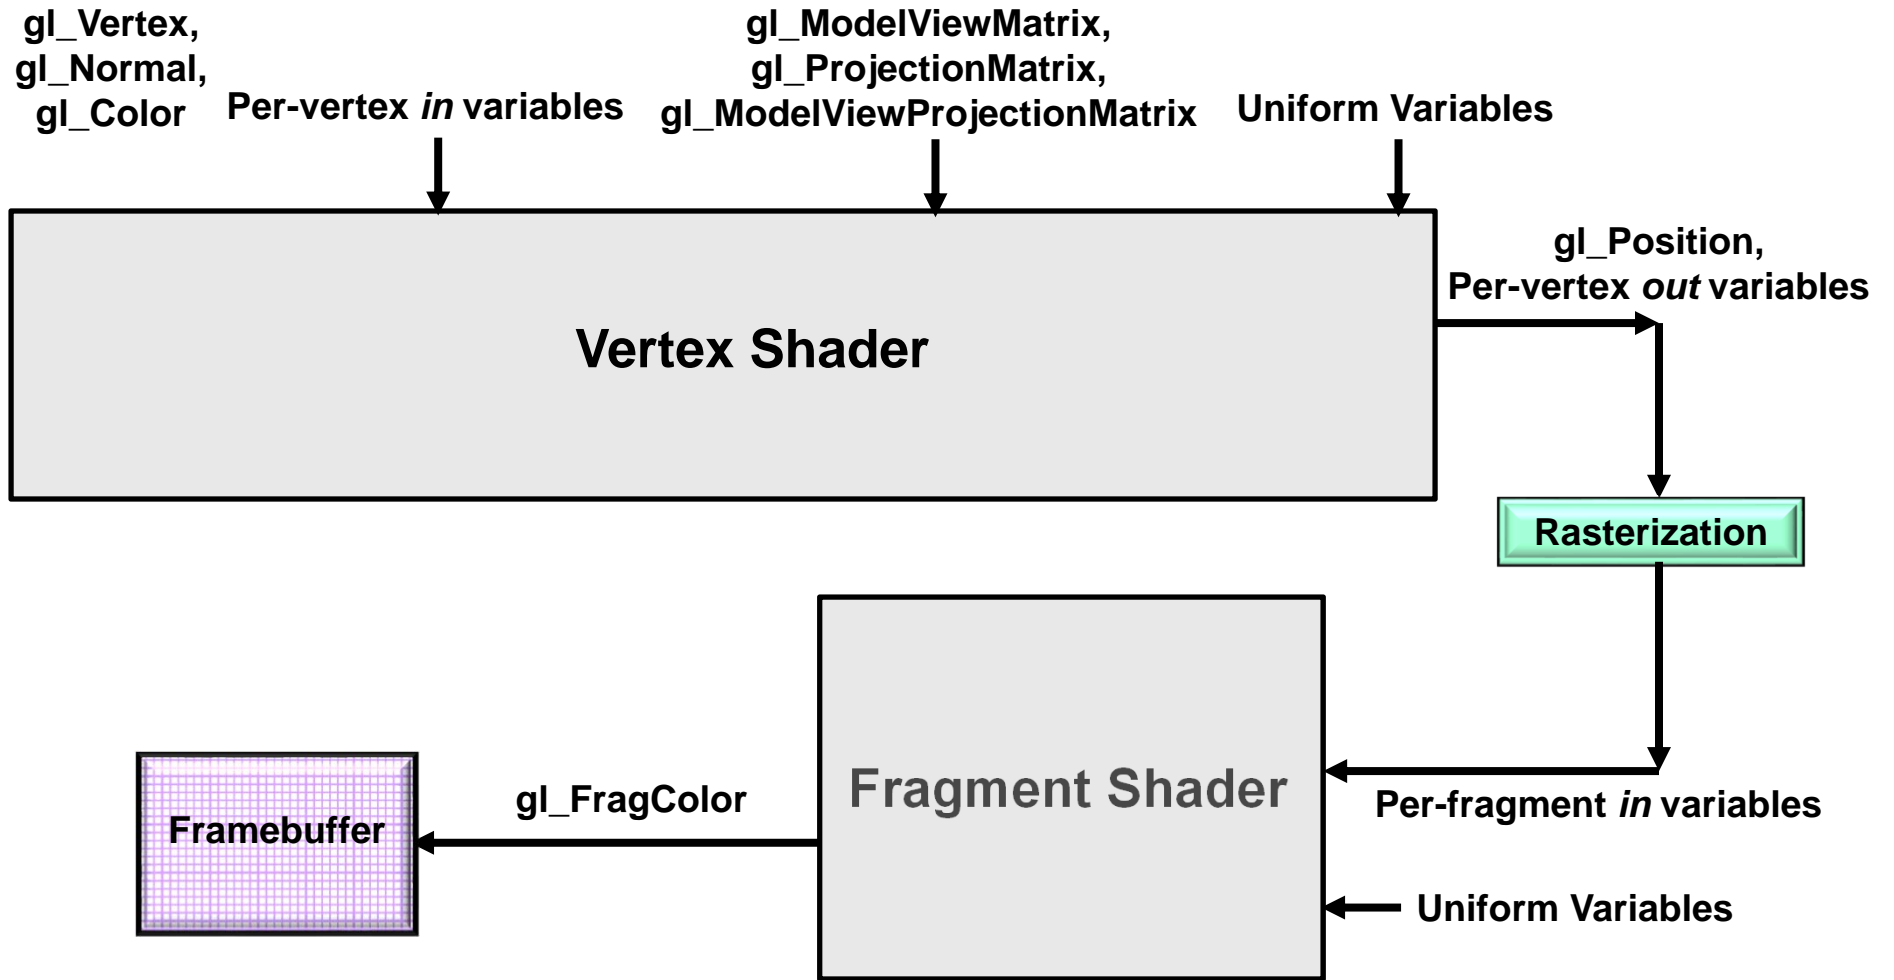 gl_Vertex,
gl_Normal,
gl_Color
Per-vertex in variables
gl_ModelViewMatrix,
gl_ProjectionMatrix,
gl_ModelViewProjectionMatrix
Uniform Variables
Vertex Shader
gl_Position,
Per-vertex out variables
Rasterization
Fragment Shader
Per-fragment in variables
Uniform Variables
gl_FragColor
Framebuffer